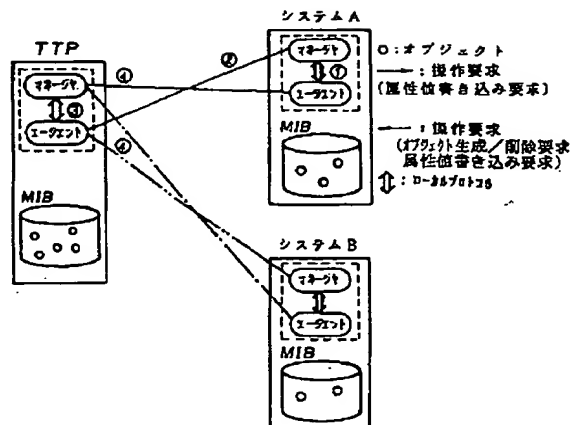 TTP
マネージャ
③
エージェント
④
MIB
①
②
システムA
マネージャ
エージェント
MIB
システムB
マネージャ
エージェント
MIB
○:オブジェクト
:操作要求
(属性値書き込み要求)
:操作要求
(オブジェクト生成/削除要求
属性値書き込み要求)
:ローカルプロトコル